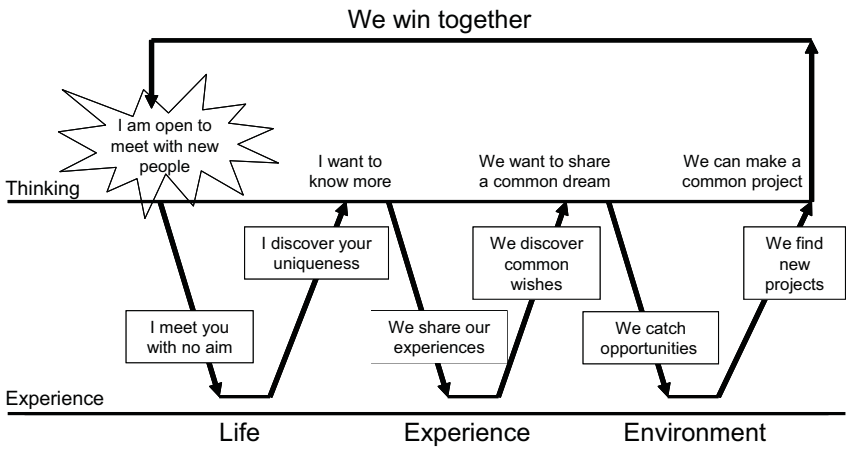 We win together
I am open to
meet with new
people
I want to
know more
We want to share
a common dream
We can make a
common project
Thinking
I discover your
uniqueness
We discover
common
wishes
We find
new
projects
I meet you
with no aim
We share our
experiences
We catch
opportunities
Experience
Life
Experience
Environment